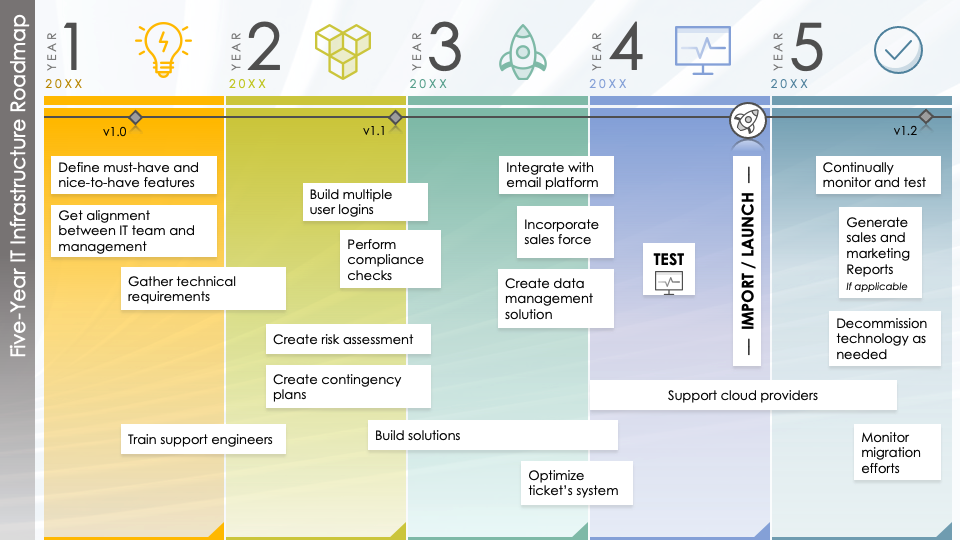 Five-Year IT Infrastructure Roadmap
YEAR 1
20XX
YEAR 2
20XX
YEAR 3
20XX
YEAR 4
20XX
YEAR 5
20XX
v1.0
v1.1
v1.2
Define must-have and
nice-to-have features
Get alignment
between IT team and
management
Gather technical
requirements
Train support engineers
Build multiple
user logins
Perform
compliance
checks
Create risk assessment
Create contingency
plans
Build solutions
Integrate with
email platform
Incorporate
sales force
Create data
management
solution
Optimize
ticket’s system
TEST
IMPORT / LAUNCH
Support cloud providers
Continually
monitor and test
Generate
sales and
marketing
Reports
If applicable
Decommission
technology as
needed
Monitor
migration
efforts